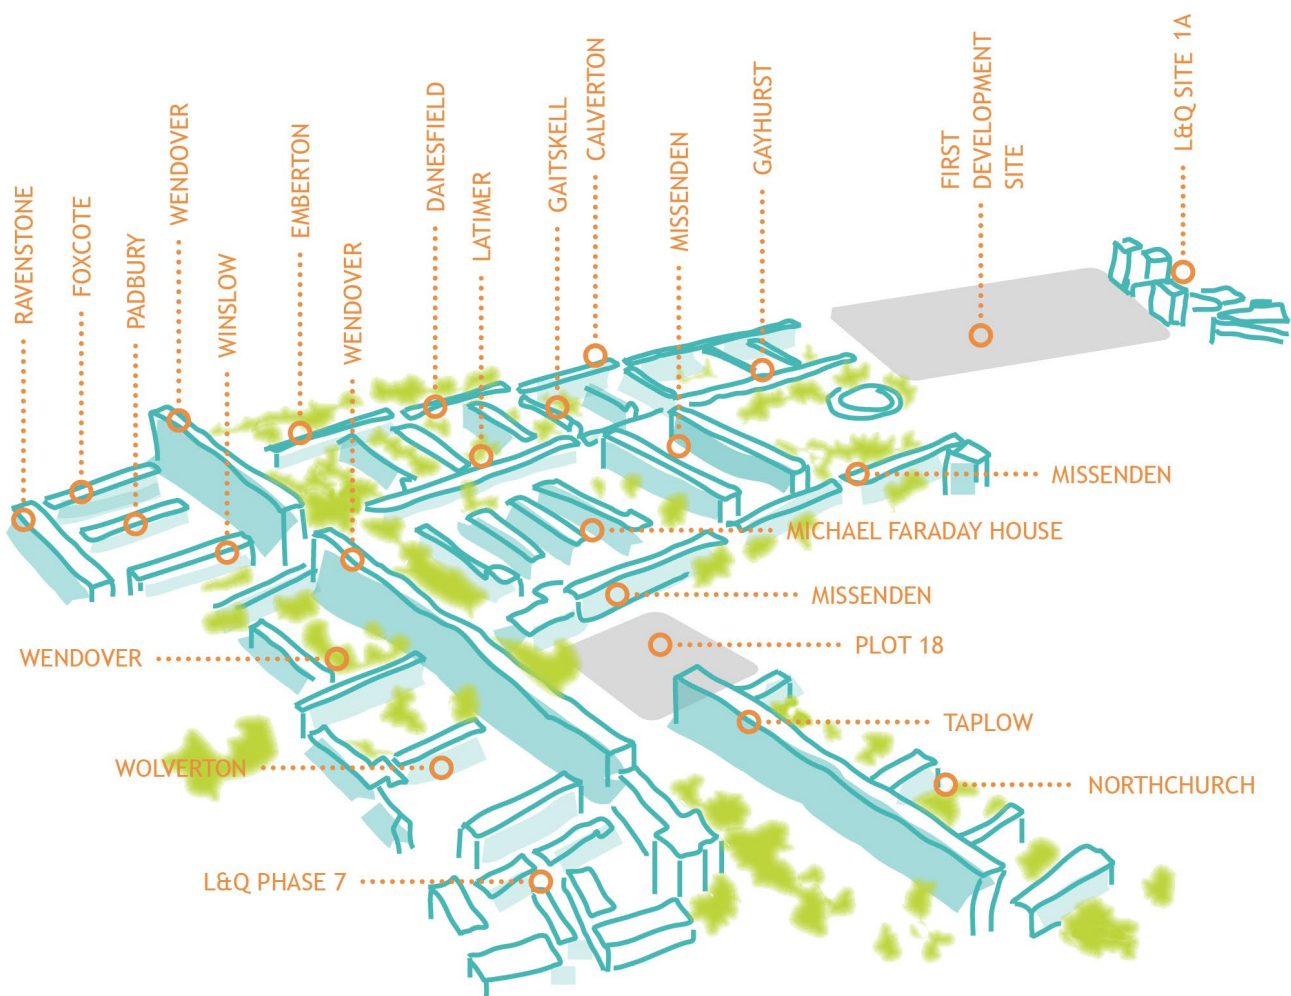 RAVENSTONE
FOXCOTE
PADBURY
WENDOVER
WINSLOW
EMBERTON
WENDOVER
DANESFIELD
LATIMER
GAITSKELL
CALVERTON
MISSENDEN
GAYHURST
FIRST
DEVELOPMENT
SITE
L&Q SITE 1A
MISSENDEN
MICHAEL FARADAY HOUSE
MISSENDEN
PLOT 18
WENDOVER
TAPLOW
WOLVERTON
NORTHCHURCH
L&Q PHASE 7